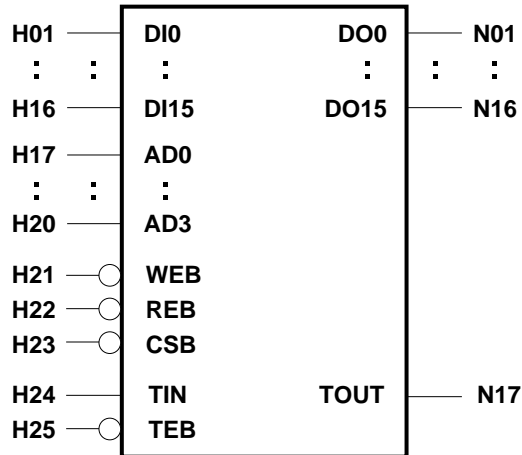 H01 DI0 DO0 N01
: : : : : :
H16 DI15 DO15 N16
H17 AD0
: : :
H20 AD3
H21 WEB
H22 REB
H23 CSB
H24 TIN TOUT N17
H25 TEB